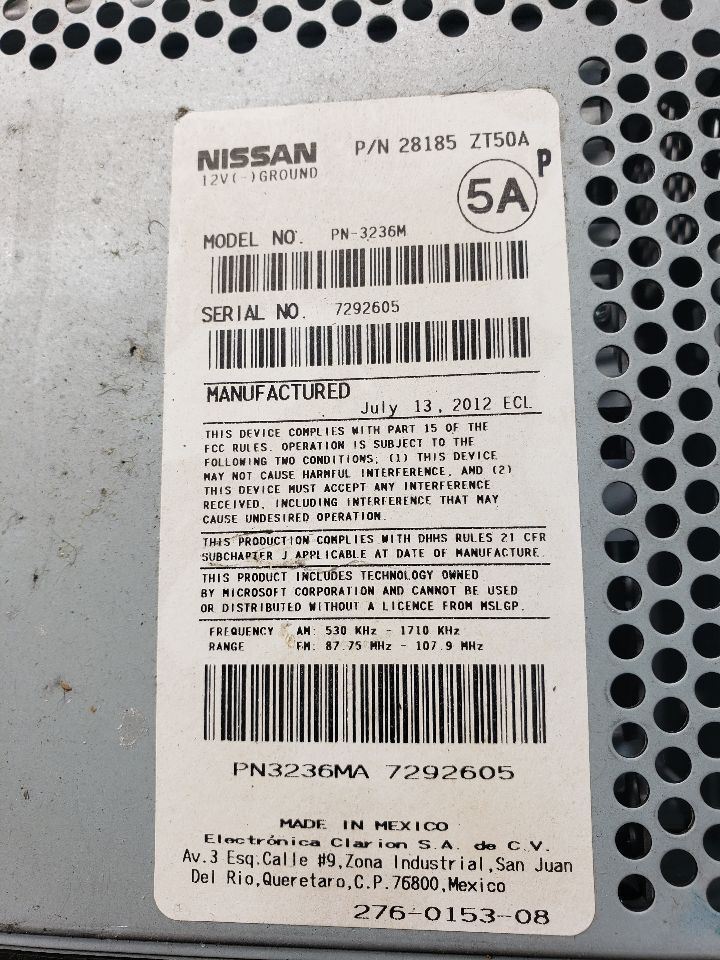 NISSAN P/N 28185 ZT50A
12V(-)GROUND
P
5A
MODEL NO. PN-3236M
SERIAL NO. 7292605
MANUFACTURED
July 13, 2012 ECL
THIS DEVICE COMPLIES WITH PART 15 OF THE
FCC RULES. OPERATION IS SUBJECT TO THE
FOLLOWING TWO CONDITIONS; (1) THIS DEVICE
MAY NOT CAUSE HARMFUL INTERFERENCE, AND (2)
THIS DEVICE MUST ACCEPT ANY INTERFERENCE
RECEIVED, INCLUDING INTERFERENCE THAT MAY
CAUSE UNDESIRED OPERATION.
THIS PRODUCTION COMPLIES WITH DHHS RULES 21 CFR
SUBCHAPTER J APPLICABLE AT DATE OF MANUFACTURE.
THIS PRODUCT INCLUDES TECHNOLOGY OWNED
BY MICROSOFT CORPORATION AND CANNOT BE USED
OR DISTRIBUTED WITHOUT A LICENCE FROM MSLGP.
FREQUENCY AM: 530 KHz - 1710 KHz
RANGE FM: 87.75 MHz - 107.9 MHz
PN3236MA 7292605
MADE IN MEXICO
Electrónica Clarion S.A. de C.V.
Av.3 Esq.Calle #9,Zona Industrial,San Juan
Del Rio,Queretaro,C.P.76800,Mexico
276-0153-08